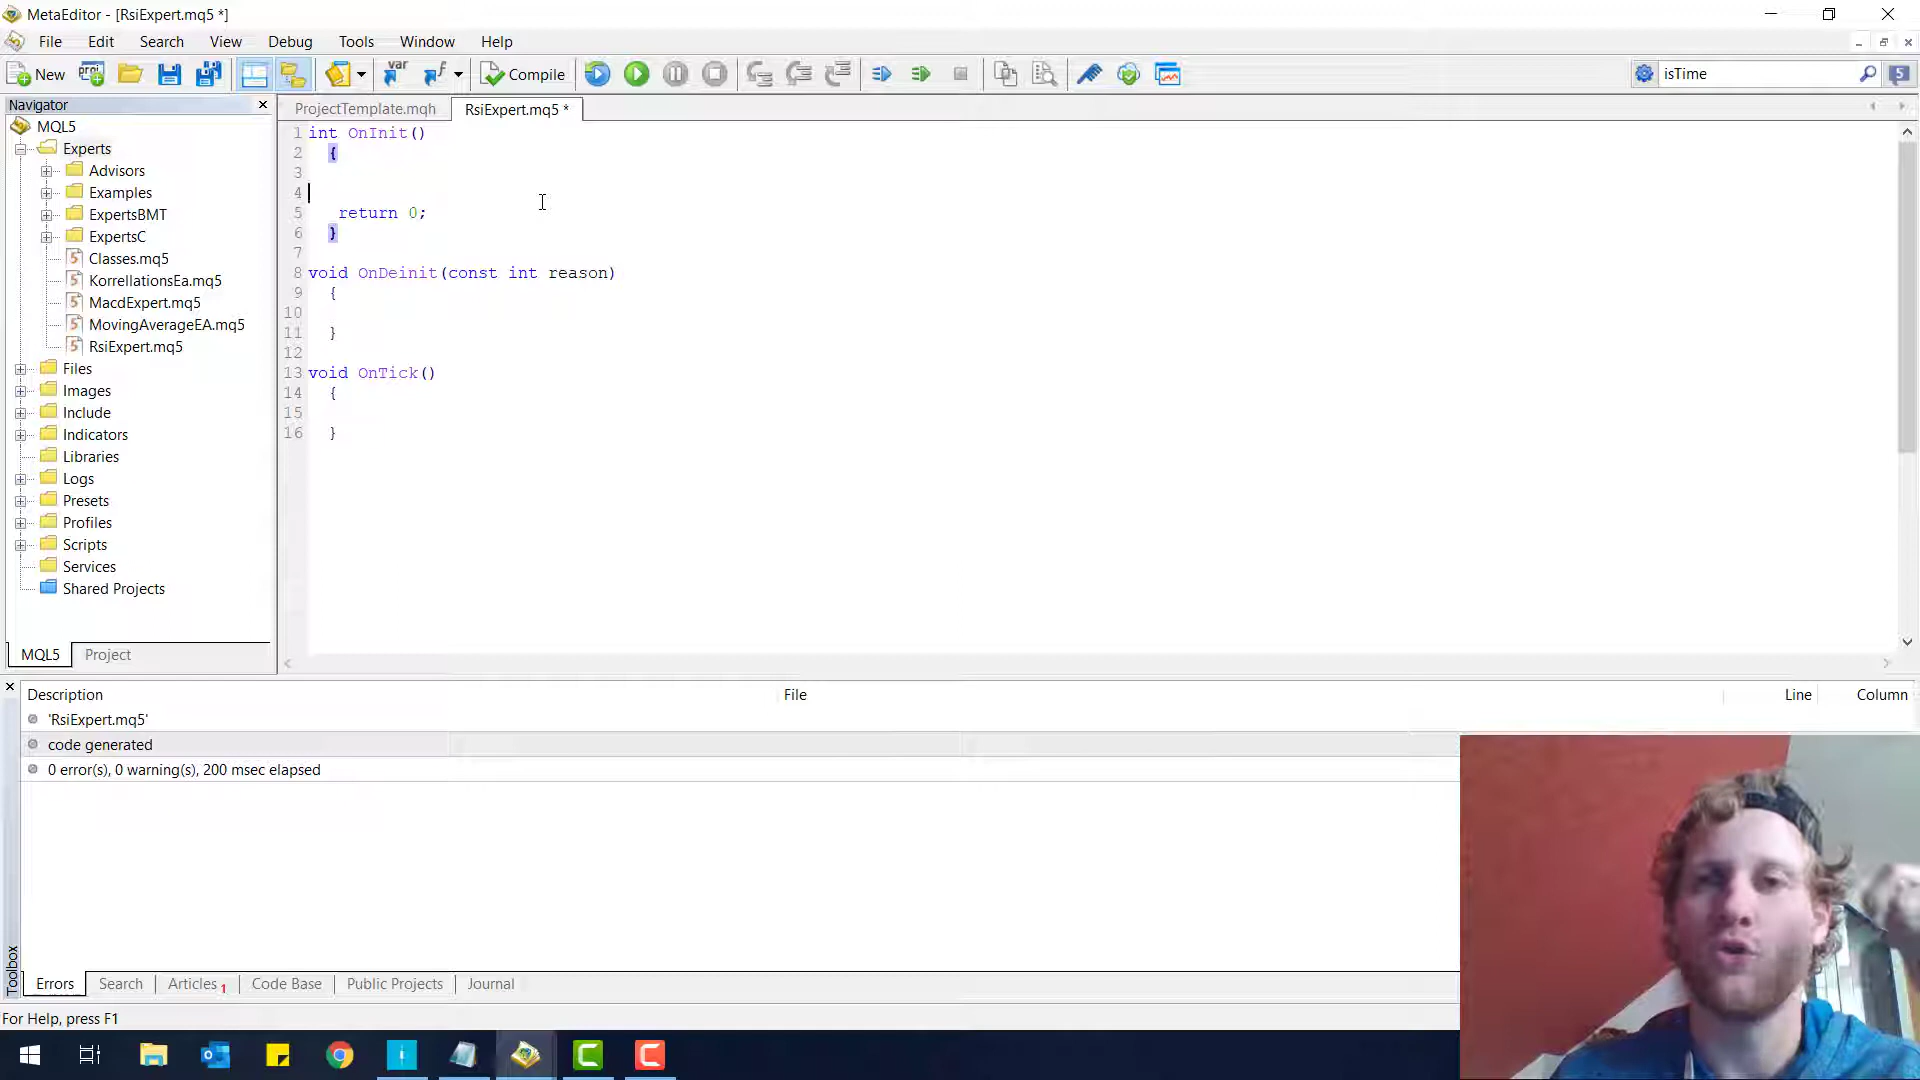 MetaEditor - [RsiExpert.mq5 *]
File Edit Search View Debug Tools Window Help
New Compile isTime 5
Navigator
ProjectTemplate.mqh RsiExpert.mq5 *
MQL5
Experts
Advisors
Examples
ExpertsBMT
ExpertsC
Classes.mq5
KorrellationsEa.mq5
MacdExpert.mq5
MovingAverageEA.mq5
RsiExpert.mq5
Files
Images
Include
Indicators
Libraries
Logs
Presets
Profiles
Scripts
Services
Shared Projects
MQL5 Project
1 int OnInit()
2 {
3
4
5 return 0;
6 }
7
8 void OnDeinit(const int reason)
9 {
10
11 }
12
13 void OnTick()
14 {
15
16 }
Description File Line Column
'RsiExpert.mq5'
code generated
0 error(s), 0 warning(s), 200 msec elapsed
Toolbox
Errors Search Articles 1 Code Base Public Projects Journal
For Help, press F1